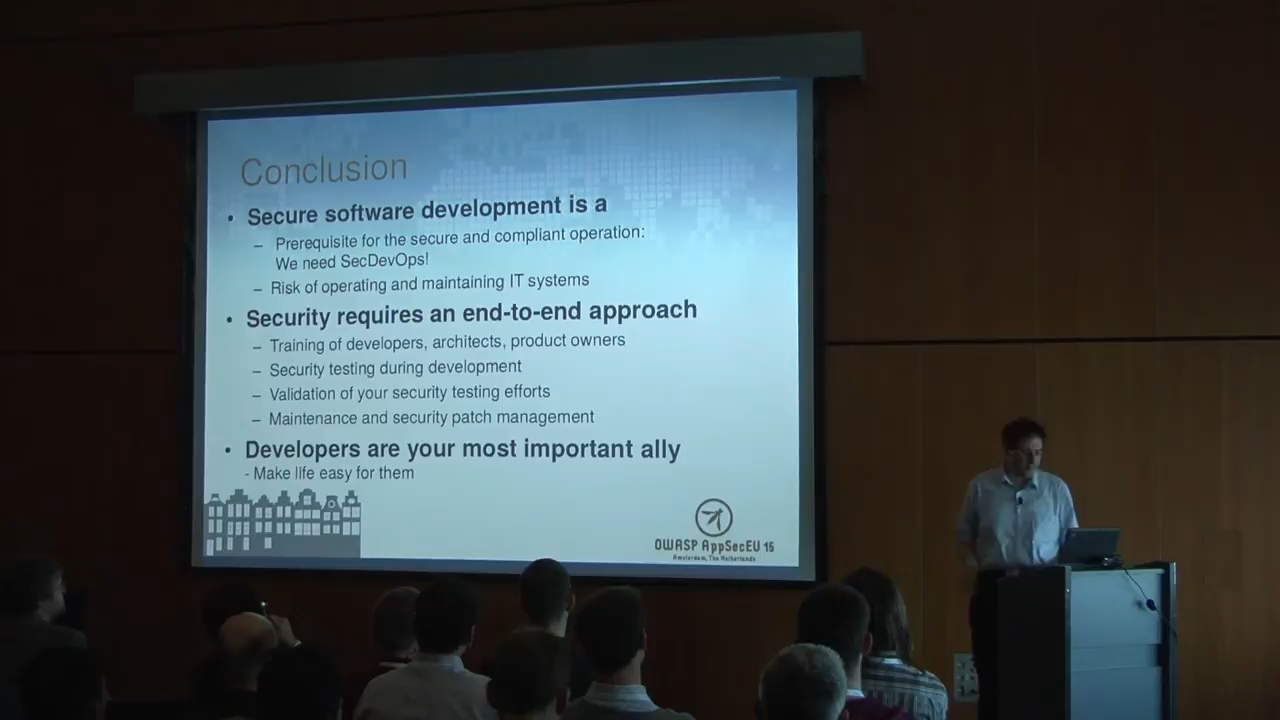 Conclusion
• Secure software development is a
– Prerequisite for the secure and compliant operation:
We need SecDevOps!
– Risk of operating and maintaining IT systems
• Security requires an end-to-end approach
– Training of developers, architects, product owners
– Security testing during development
– Validation of your security testing efforts
– Maintenance and security patch management
• Developers are your most important ally
- Make life easy for them
OWASP AppSecEU 15
Amsterdam, The Netherlands